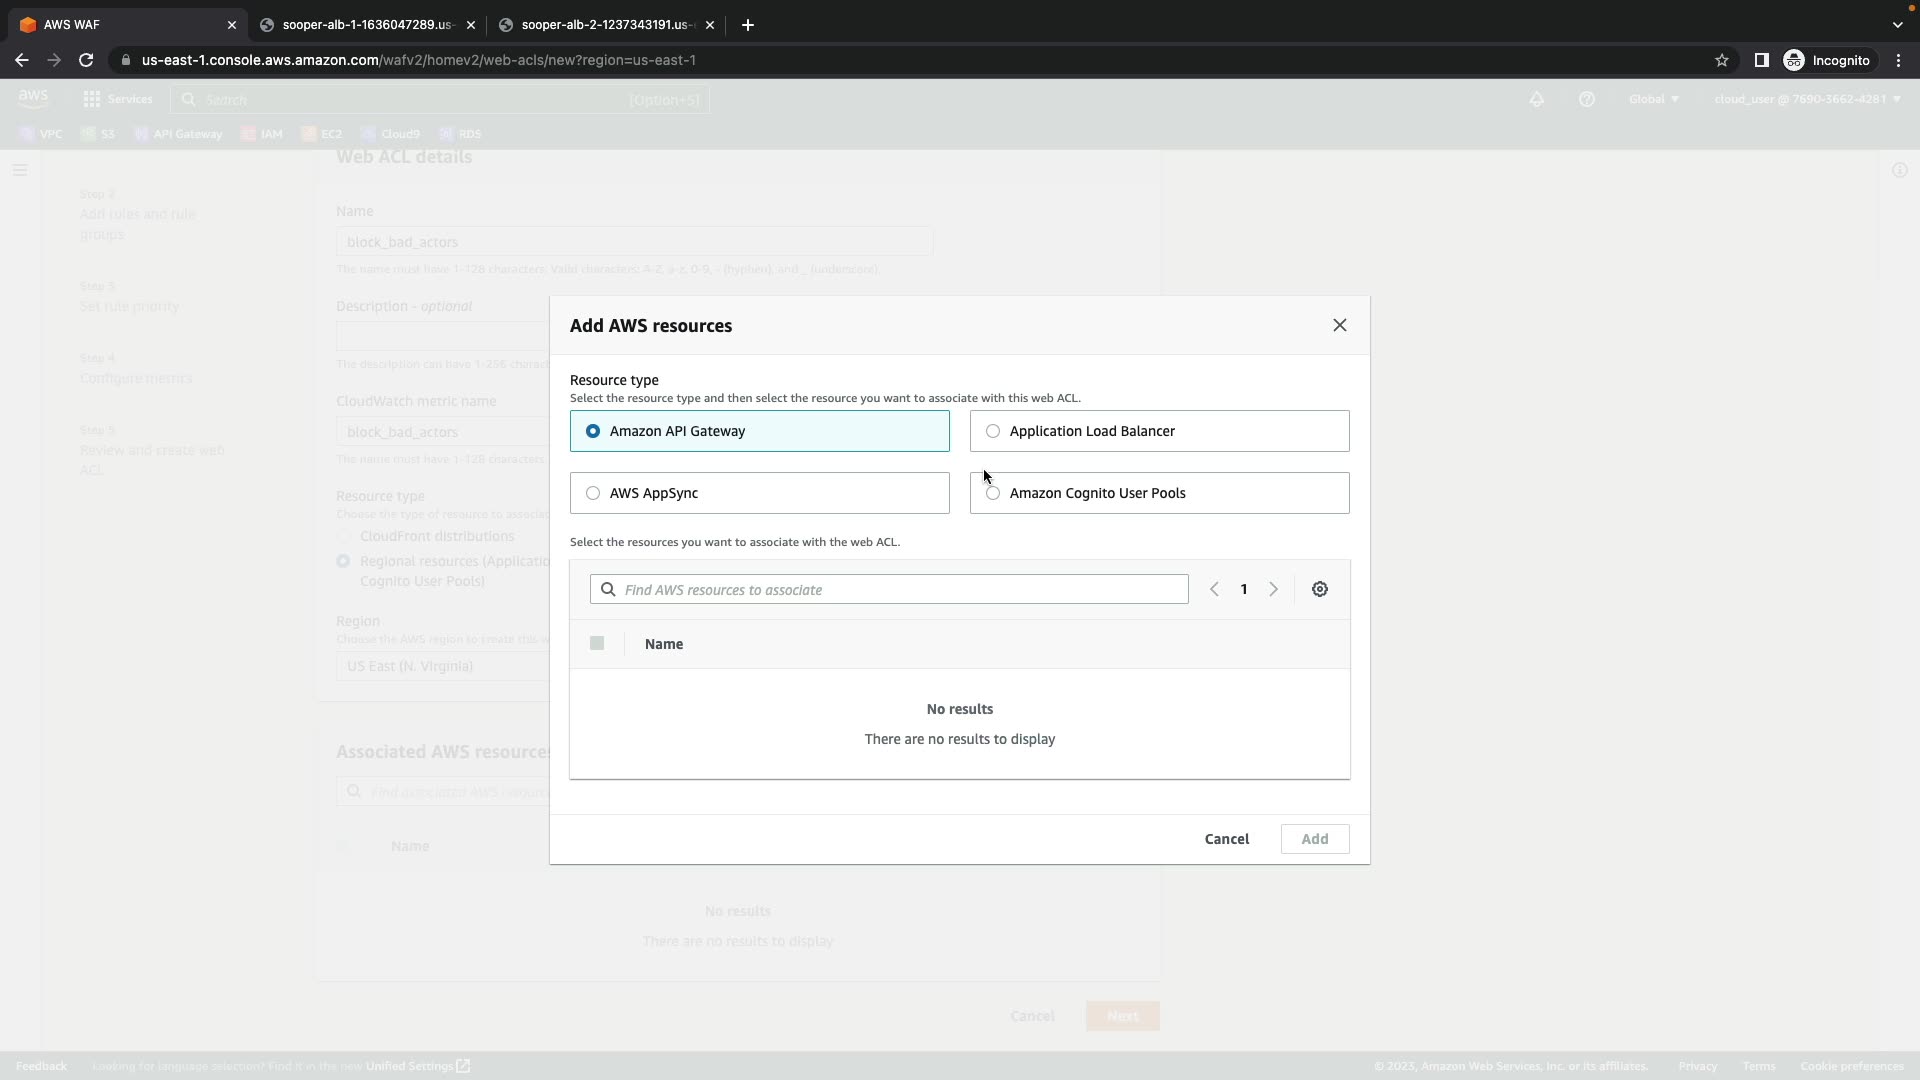 AWS WAF
sooper-alb-1-1636047289.us-
sooper-alb-2-1237343191.us-
us-east-1.console.aws.amazon.com/wafv2/homev2/web-acls/new?region=us-east-1
Incognito
aws
Services
Search
[Option+S]
Global
cloud_user @ 7690-3662-4281
VPC
S3
API Gateway
IAM
EC2
Cloud9
RDS
Web ACL details
Step 2
Add rules and rule
groups
Step 3
Set rule priority
Step 4
Configure metrics
Step 5
Review and create web
ACL
Name
block_bad_actors
The name must have 1-128 characters. Valid characters: A-Z, a-z, 0-9, - (hyphen), and _ (underscore).
Description - optional
The description can have 1-256 charact
CloudWatch metric name
block_bad_actors
The name must have 1-128 characters.
Resource type
Choose the type of resource to associa
CloudFront distributions
Regional resources (Applicatio
Cognito User Pools)
Region
Choose the AWS region to create this w
US East (N. Virginia)
Associated AWS resources
Find associated AWS resourc
Name
No results
There are no results to display
Cancel
Next
Add AWS resources
Resource type
Select the resource type and then select the resource you want to associate with this web ACL.
Amazon API Gateway
Application Load Balancer
AWS AppSync
Amazon Cognito User Pools
Select the resources you want to associate with the web ACL.
Find AWS resources to associate
1
Name
No results
There are no results to display
Cancel
Add
Feedback
Looking for language selection? Find it in the new Unified Settings
© 2023, Amazon Web Services, Inc. or its affiliates.
Privacy
Terms
Cookie preferences